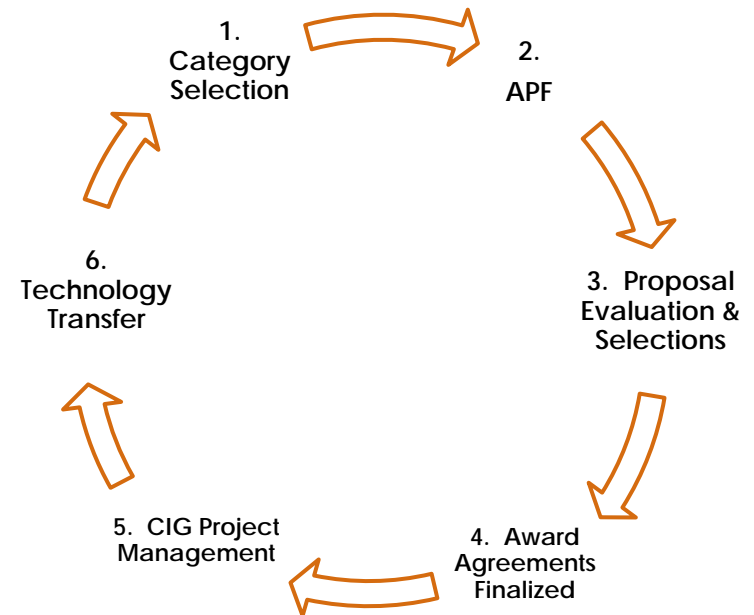 1.
Category
Selection
2.
APF
3. Proposal
Evaluation &
Selections
4. Award
Agreements
Finalized
5. CIG Project
Management
6.
Technology
Transfer